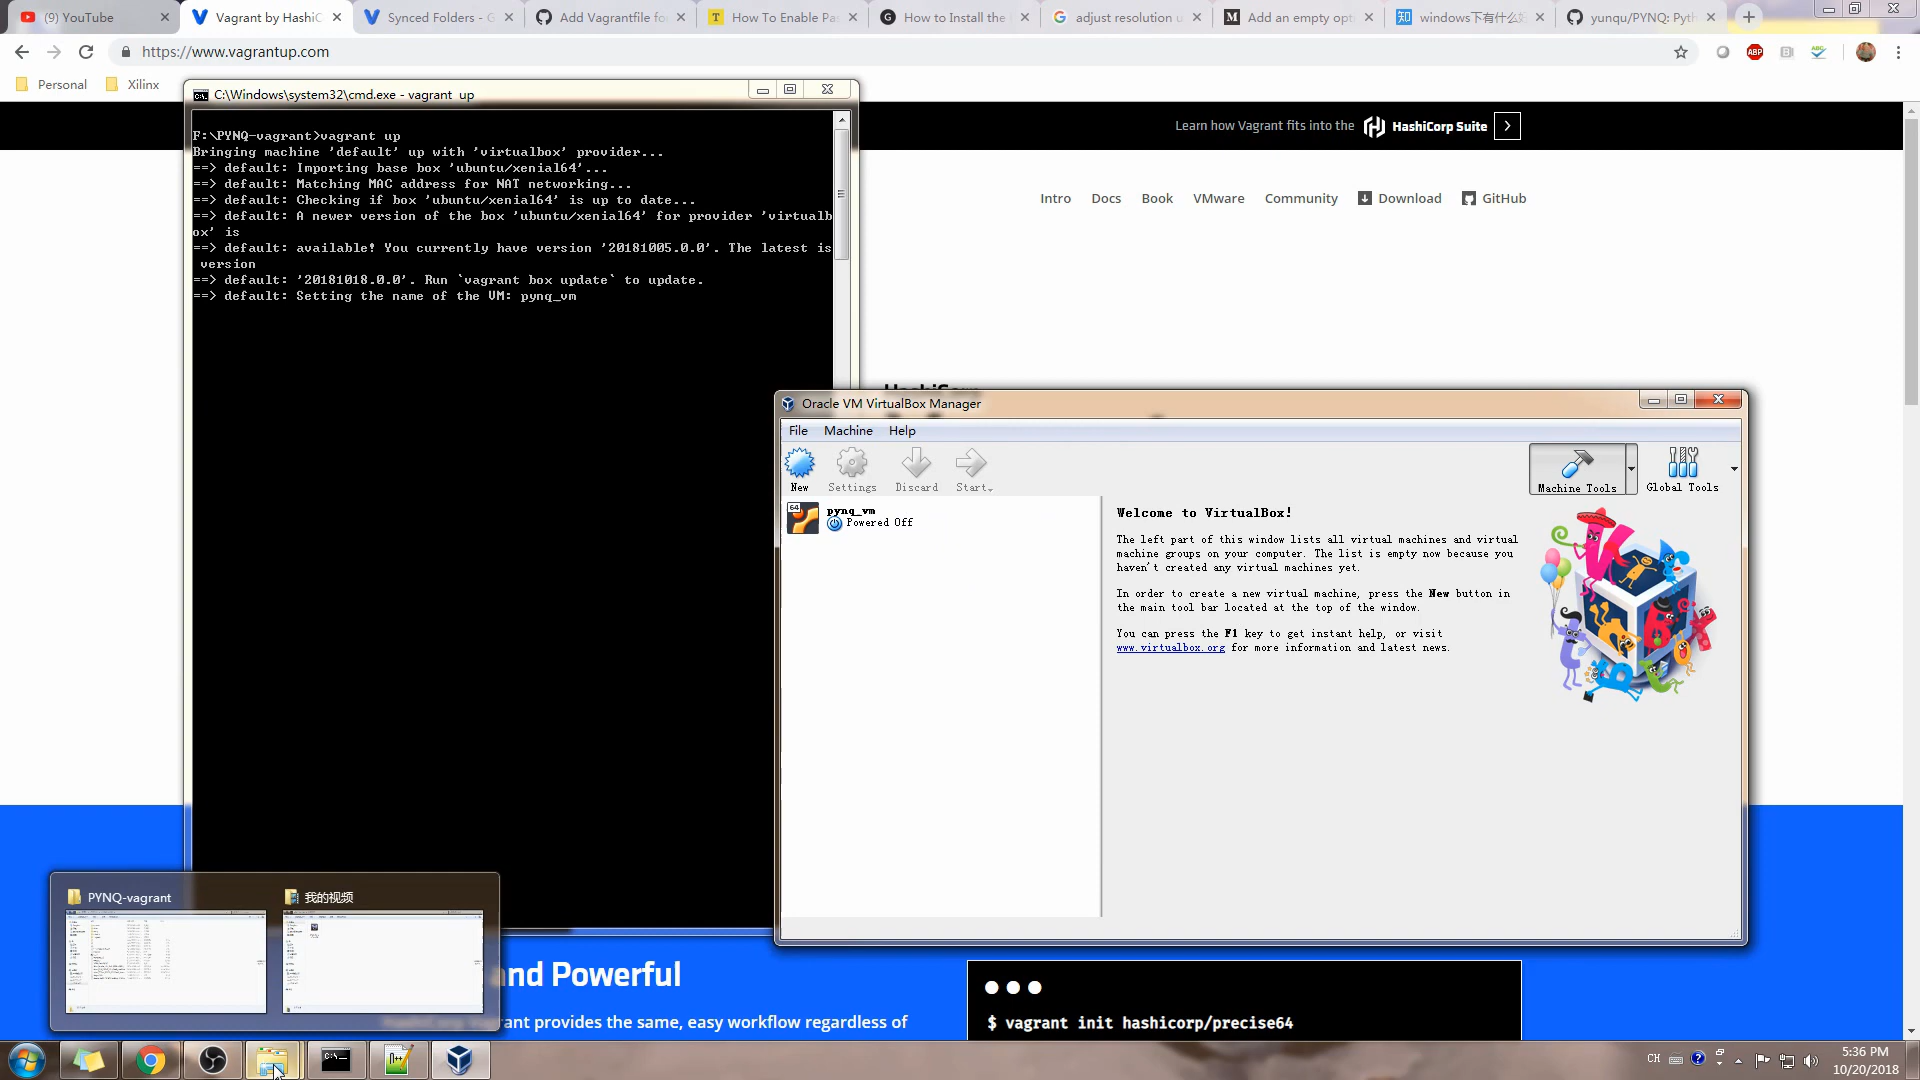 (9) YouTube
Vagrant by HashiC
Synced Folders - G
Add Vagrantfile fo
How To Enable Pa
How to Install the
adjust resolution u
Add an empty opt
windows下有什么好
yunqu/PYNQ: Pyth
https://www.vagrantup.com
ABP
Personal
Xilinx
C:\Windows\system32\cmd.exe - vagrant up
Learn how Vagrant fits into the
HashiCorp Suite
F:\PYNQ-vagrant>vagrant up
Bringing machine 'default' up with 'virtualbox' provider...
==> default: Importing base box 'ubuntu/xenial64'...
==> default: Matching MAC address for NAT networking...
==> default: Checking if box 'ubuntu/xenial64' is up to date...
==> default: A newer version of the box 'ubuntu/xenial64' for provider 'virtualb
ox' is
==> default: available! You currently have version '20181005.0.0'. The latest is
version
==> default: '20181018.0.0'. Run `vagrant box update` to update.
==> default: Setting the name of the VM: pynq_vm
Intro
Docs
Book
VMware
Community
Download
GitHub
Oracle VM VirtualBox Manager
File
Machine
Help
New
Settings
Discard
Start
Machine Tools
Global Tools
64
pynq_vm
Powered Off
Welcome to VirtualBox!
The left part of this window lists all virtual machines and virtual
machine groups on your computer. The list is empty now because you
haven't created any virtual machines yet.
In order to create a new virtual machine, press the New button in
the main tool bar located at the top of the window.
You can press the F1 key to get instant help, or visit
www.virtualbox.org for more information and latest news.
PYNQ-vagrant
我的视频
and Powerful
rant provides the same, easy workflow regardless of
$ vagrant init hashicorp/precise64
CH
5:36 PM
10/20/2018